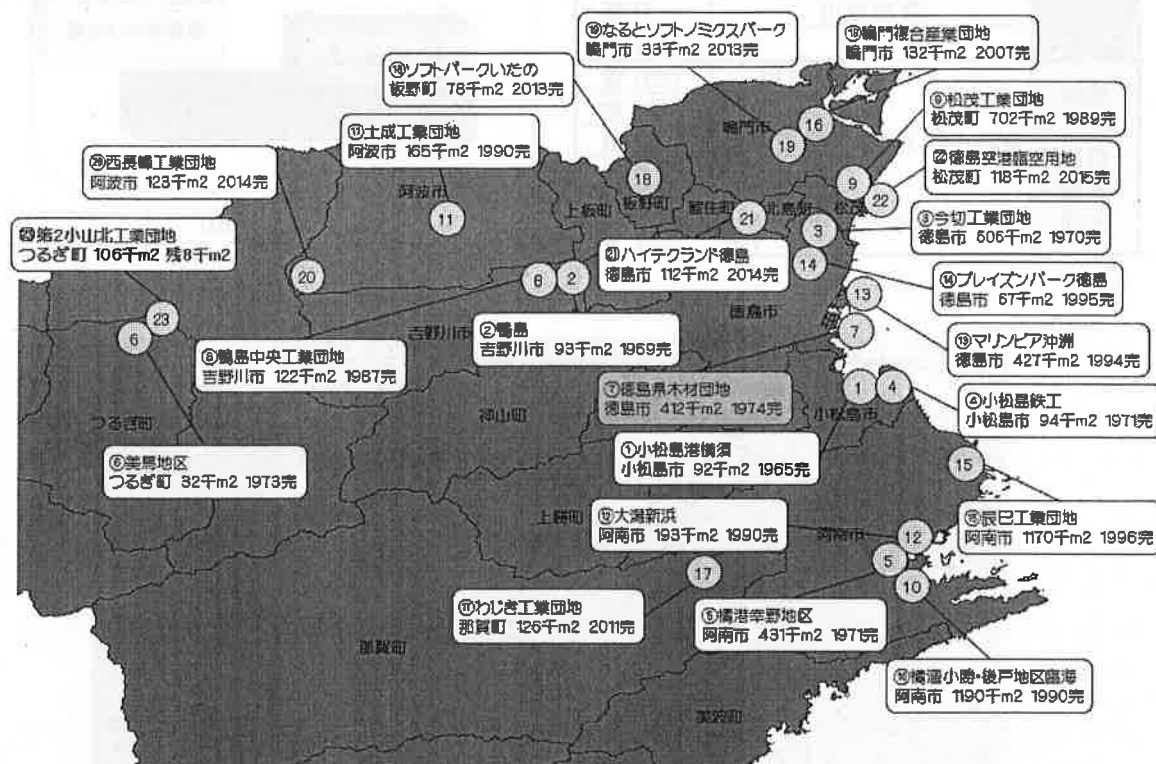 ⑲なるとソフトノミクスパーク
鳴門市 33千m2 2013完
⑯鳴門複合産業団地
鳴門市 132千m2 2007完
⑱ソフトパークいたの
板野町 78千m2 2013完
⑨松茂工業団地
松茂町 702千m2 1989完
⑪土成工業団地
阿波市 165千m2 1990完
㉒徳島空港臨空用地
松茂町 118千m2 2015完
⑳西長峰工業団地
阿波市 123千m2 2014完
③今切工業団地
徳島市 605千m2 1970完
㉓第2小山北工業団地
つるぎ町 106千m2 残8千m2
㉑ハイテクランド徳島
徳島市 112千m2 2014完
⑭ブレイズンパーク徳島
徳島市 67千m2 1995完
②鴨島
吉野川市 93千m2 1969完
⑬マリンピア沖洲
徳島市 427千m2 1994完
⑧鴨島中央工業団地
吉野川市 122千m2 1987完
⑦徳島県木材団地
徳島市 412千m2 1974完
④小松島鉄工
小松島市 94千m2 1971完
①小松島港横須
小松島市 92千m2 1965完
⑥美馬地区
つるぎ町 32千m2 1973完
⑫大潟新浜
阿南市 193千m2 1990完
⑮辰巳工業団地
阿南市 1170千m2 1996完
⑰わじき工業団地
那賀町 126千m2 2011完
⑤橘港幸野地区
阿南市 431千m2 1971完
⑩橘湾小勝・後戸地区臨海
阿南市 1190千m2 1990完
鳴門市
阿波市
上板町
板野町
藍住町
北島町
松茂
吉野川市
徳島市
つるぎ町
神山町
小松島市
上勝町
阿南市
那賀町
美波町
16
19
18
9
22
11
21
3
20
8
2
14
13
23
6
7
1
4
15
12
5
17
10